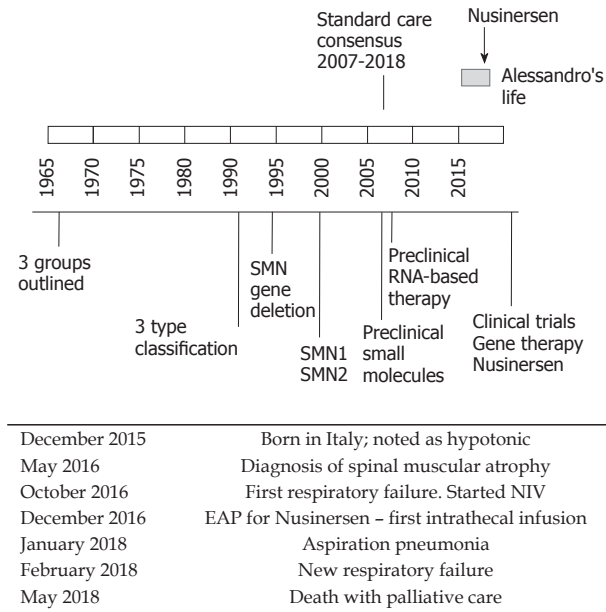 Standard care
consensus
2007-2018
Nusinersen
Alessandro's
life
1965
1970
1975
1980
1985
1990
1995
2000
2005
2010
2015
3 groups
outlined
3 type
classification
SMN
gene
deletion
SMN1
SMN2
Preclinical
small
molecules
Preclinical
RNA-based
therapy
Clinical trials
Gene therapy
Nusinersen
December 2015 Born in Italy; noted as hypotonic
May 2016 Diagnosis of spinal muscular atrophy
October 2016 First respiratory failure. Started NIV
December 2016 EAP for Nusinersen – first intrathecal infusion
January 2018 Aspiration pneumonia
February 2018 New respiratory failure
May 2018 Death with palliative care